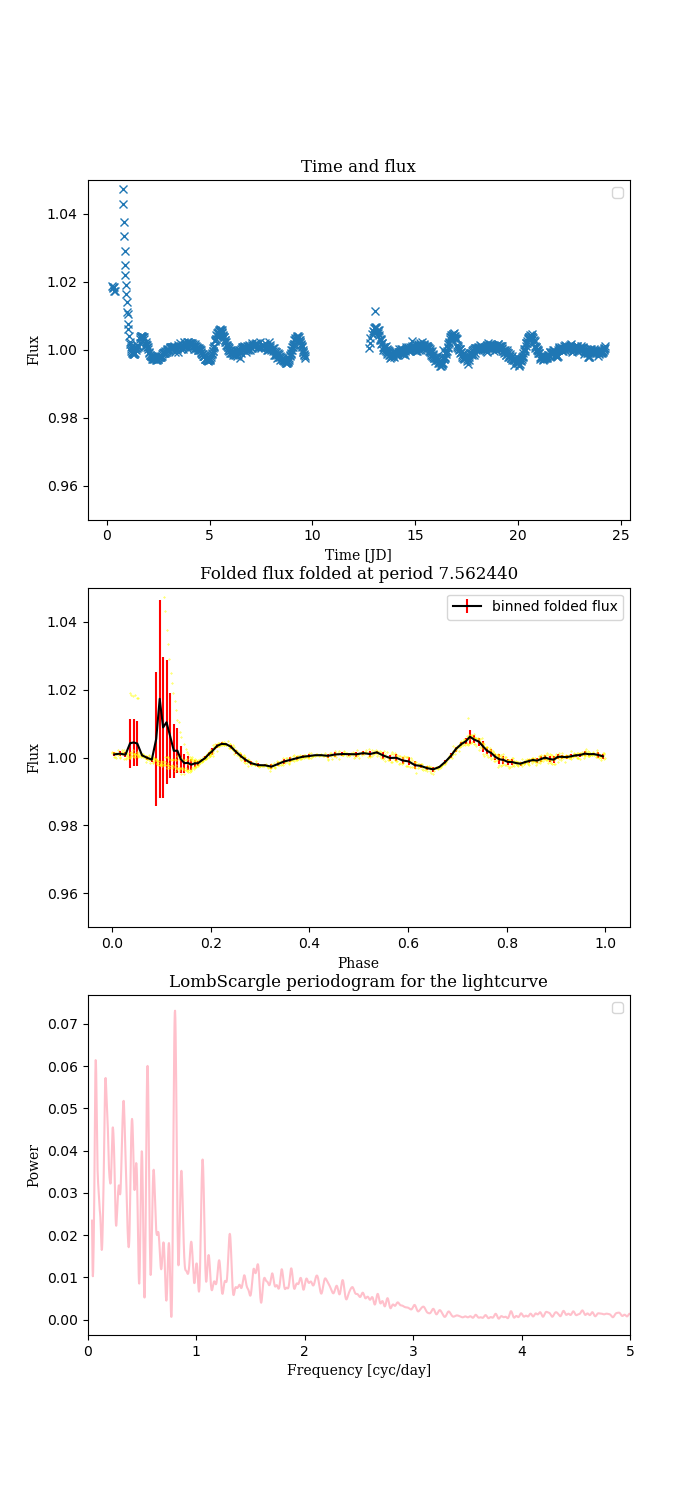 Time and flux
1.04
1.02
1.00
0.98
0.96
Flux
0 5 10 15 20 25
Time [JD]
Folded flux folded at period 7.562440
binned folded flux
1.04
1.02
1.00
0.98
0.96
Flux
0.0 0.2 0.4 0.6 0.8 1.0
Phase
LombScargle periodogram for the lightcurve
0.07
0.06
0.05
0.04
0.03
0.02
0.01
0.00
Power
0 1 2 3 4 5
Frequency [cyc/day]